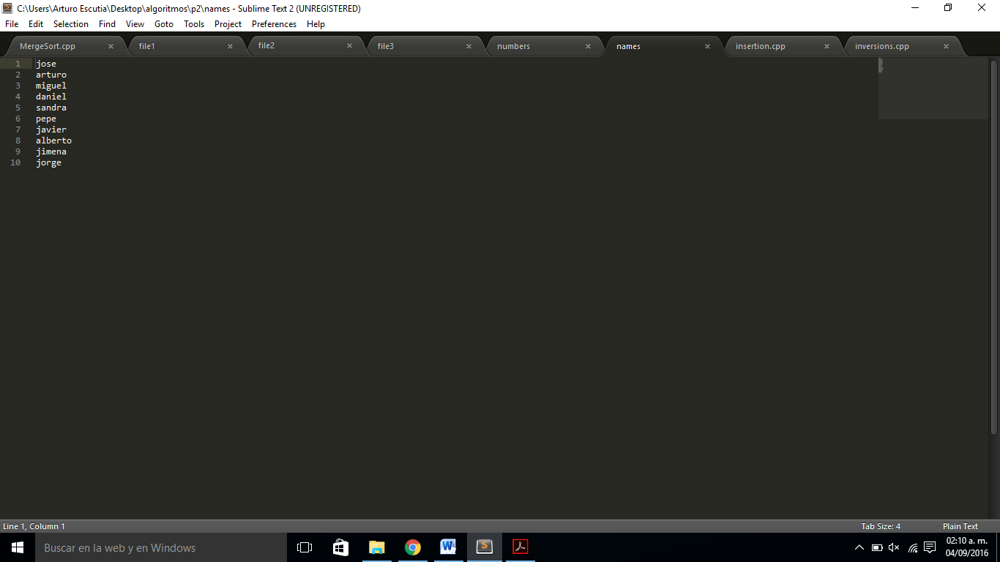 C:\Users\Arturo Escutia\Desktop\algoritmos\p2\names - Sublime Text 2 (UNREGISTERED)
File Edit Selection Find View Goto Tools Project Preferences Help
MergeSort.cpp × file1 × file2 × file3 × numbers × names × insertion.cpp × inversions.cpp ×
1 jose
2 arturo
3 miguel
4 daniel
5 sandra
6 pepe
7 javier
8 alberto
9 jimena
10 jorge
Line 1, Column 1 Tab Size: 4 Plain Text
Buscar en la web y en Windows 02:10 a. m.
04/09/2016